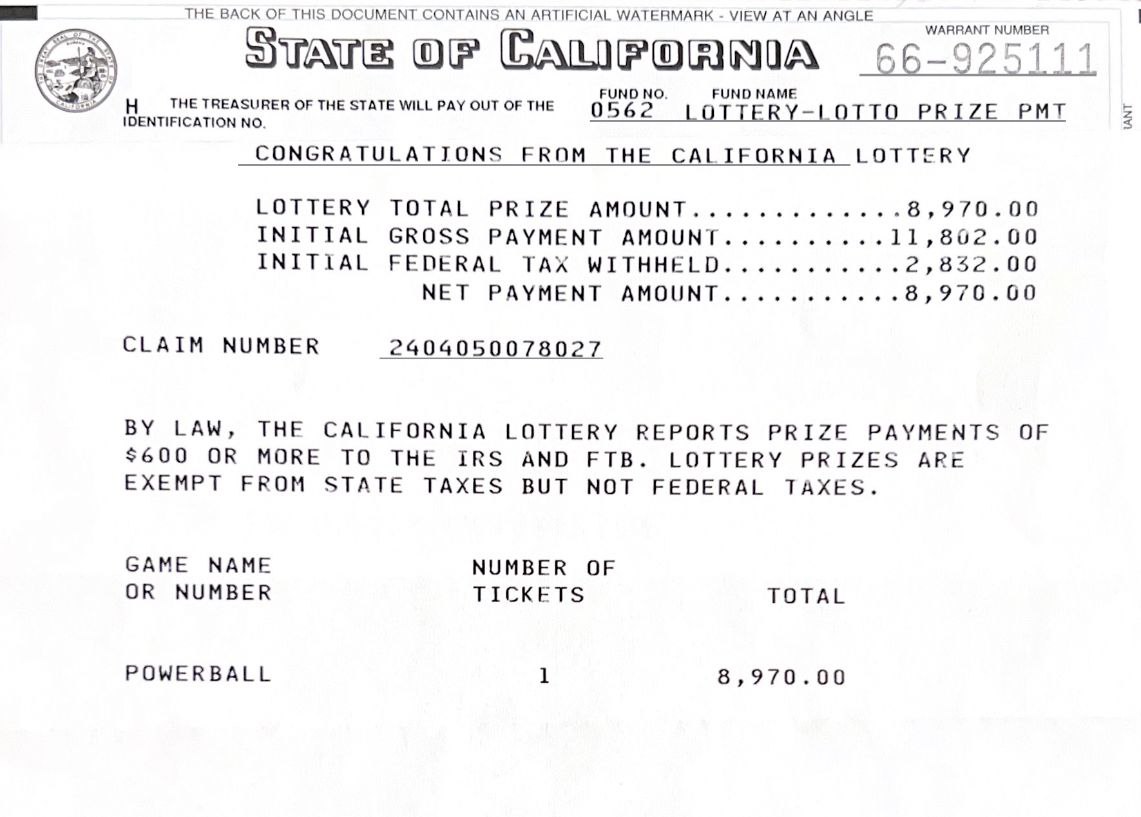 THE BACK OF THIS DOCUMENT CONTAINS AN ARTIFICIAL WATERMARK - VIEW AT AN ANGLE
STATE OF CALIFORNIA
WARRANT NUMBER
66-925111
H THE TREASURER OF THE STATE WILL PAY OUT OF THE
IDENTIFICATION NO.
FUND NO. FUND NAME
0562 LOTTERY-LOTTO PRIZE PMT
CONGRATULATIONS FROM THE CALIFORNIA LOTTERY
LOTTERY TOTAL PRIZE AMOUNT.............8,970.00
INITIAL GROSS PAYMENT AMOUNT..........11,802.00
INITIAL FEDERAL TAX WITHHELD...........2,832.00
NET PAYMENT AMOUNT...........8,970.00
CLAIM NUMBER 2404050078027
BY LAW, THE CALIFORNIA LOTTERY REPORTS PRIZE PAYMENTS OF
$600 OR MORE TO THE IRS AND FTB. LOTTERY PRIZES ARE
EXEMPT FROM STATE TAXES BUT NOT FEDERAL TAXES.
GAME NAME NUMBER OF
OR NUMBER TICKETS TOTAL
POWERBALL 1 8,970.00